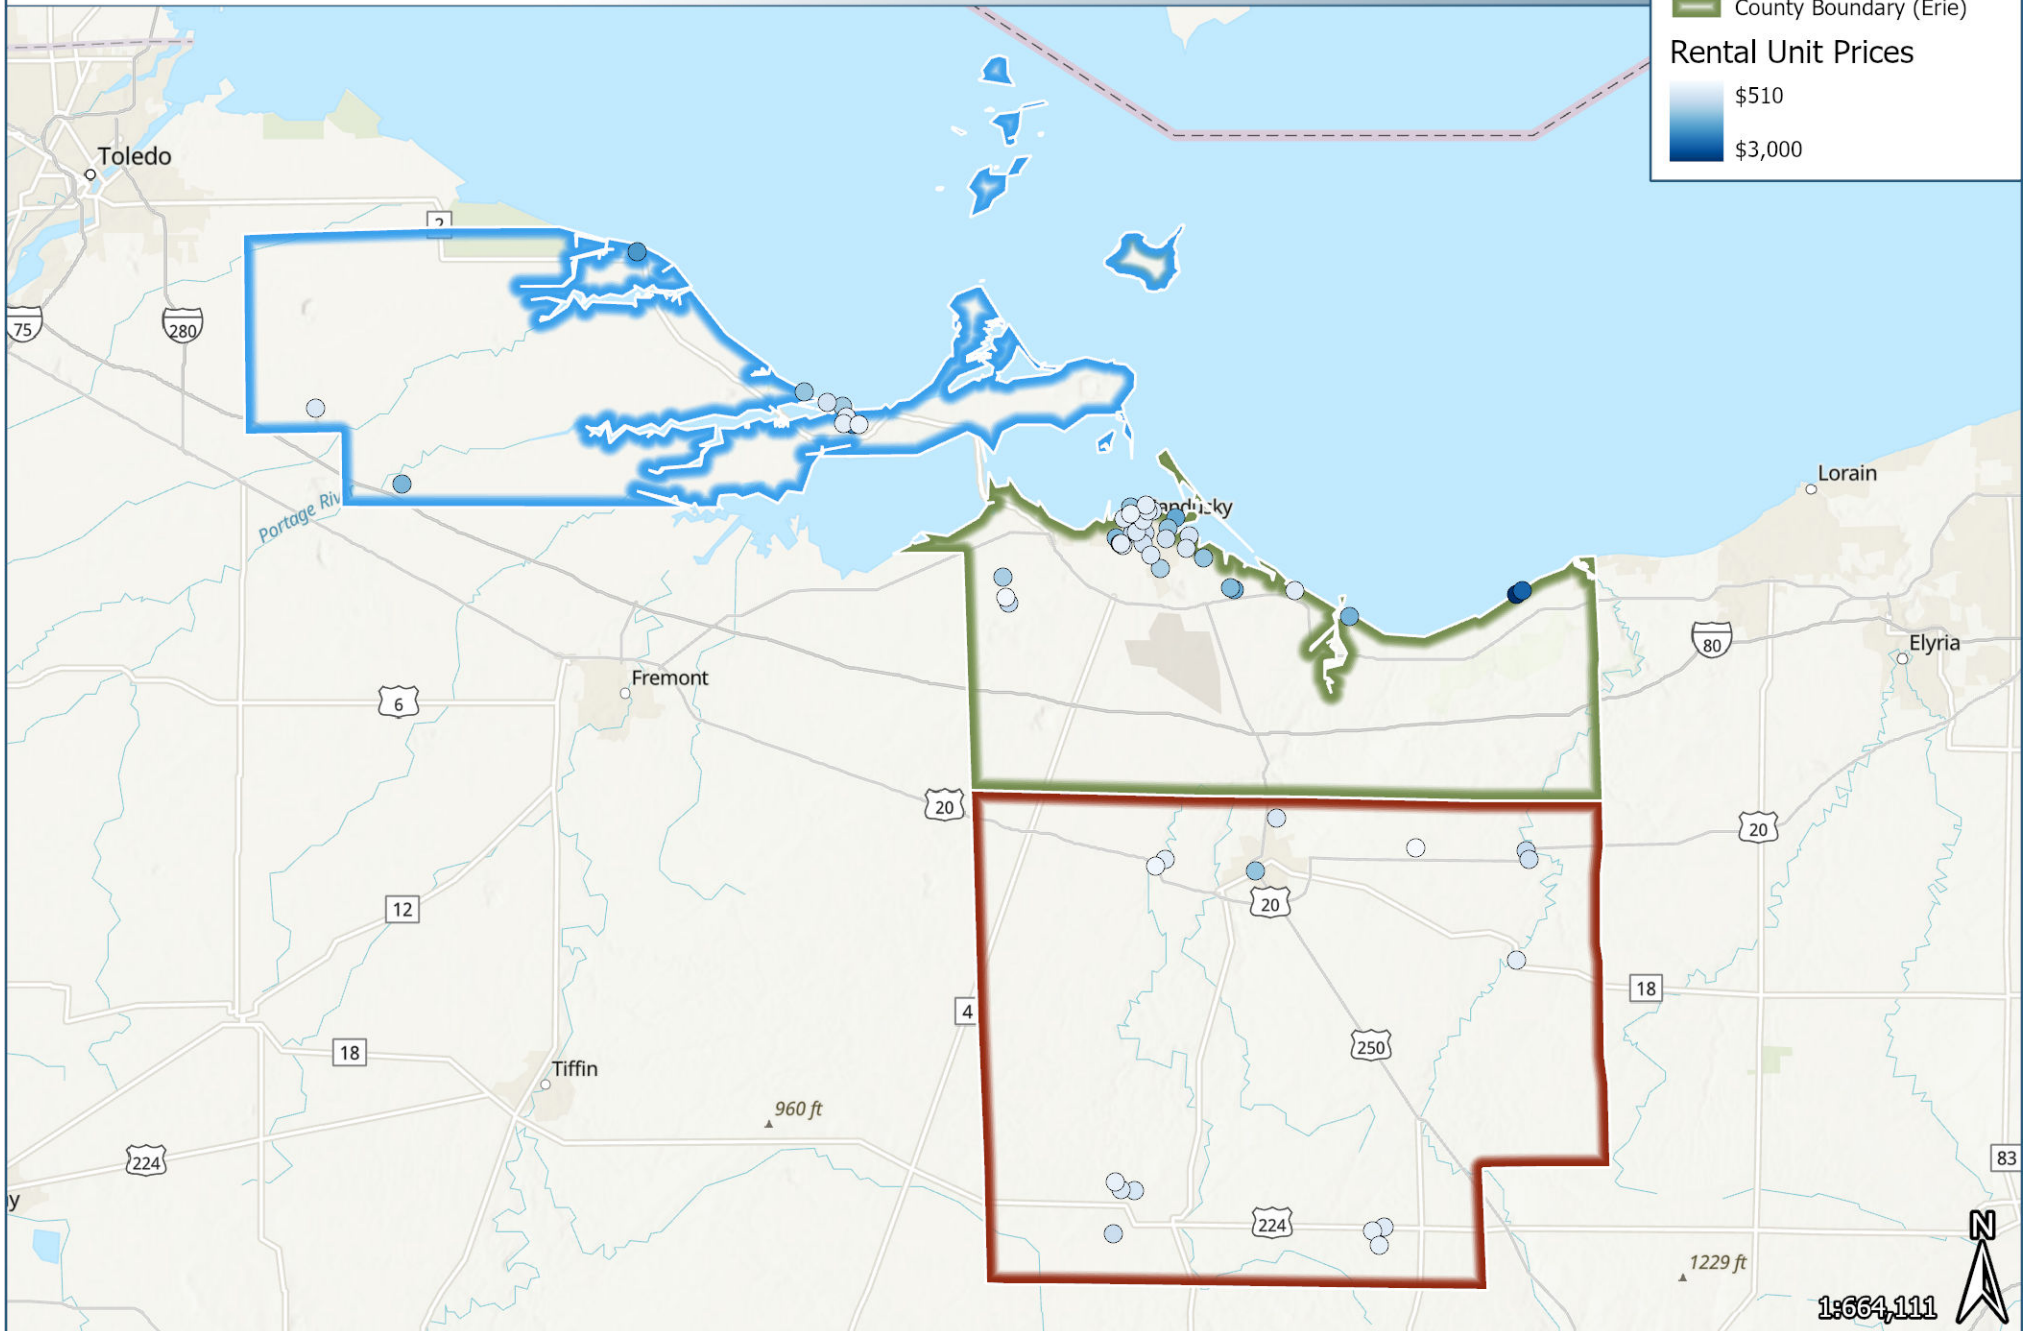 County Boundary (Erie)
Rental Unit Prices
$510
$3,000
Toledo
2
75
280
Portage River
Sandusky
Lorain
80
Elyria
Fremont
6
20
20
20
12
4
18
18
250
Tiffin
960 ft
224
83
y
224
N
1229 ft
1:664,111